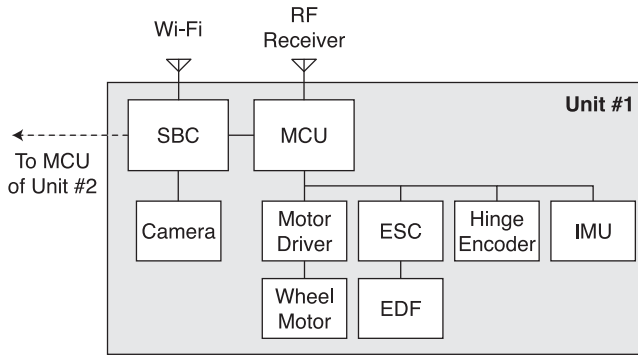 Wi-Fi
RF
Receiver
Unit #1
SBC
MCU
To MCU
of Unit #2
Camera
Motor
Driver
ESC
Hinge
Encoder
IMU
Wheel
Motor
EDF